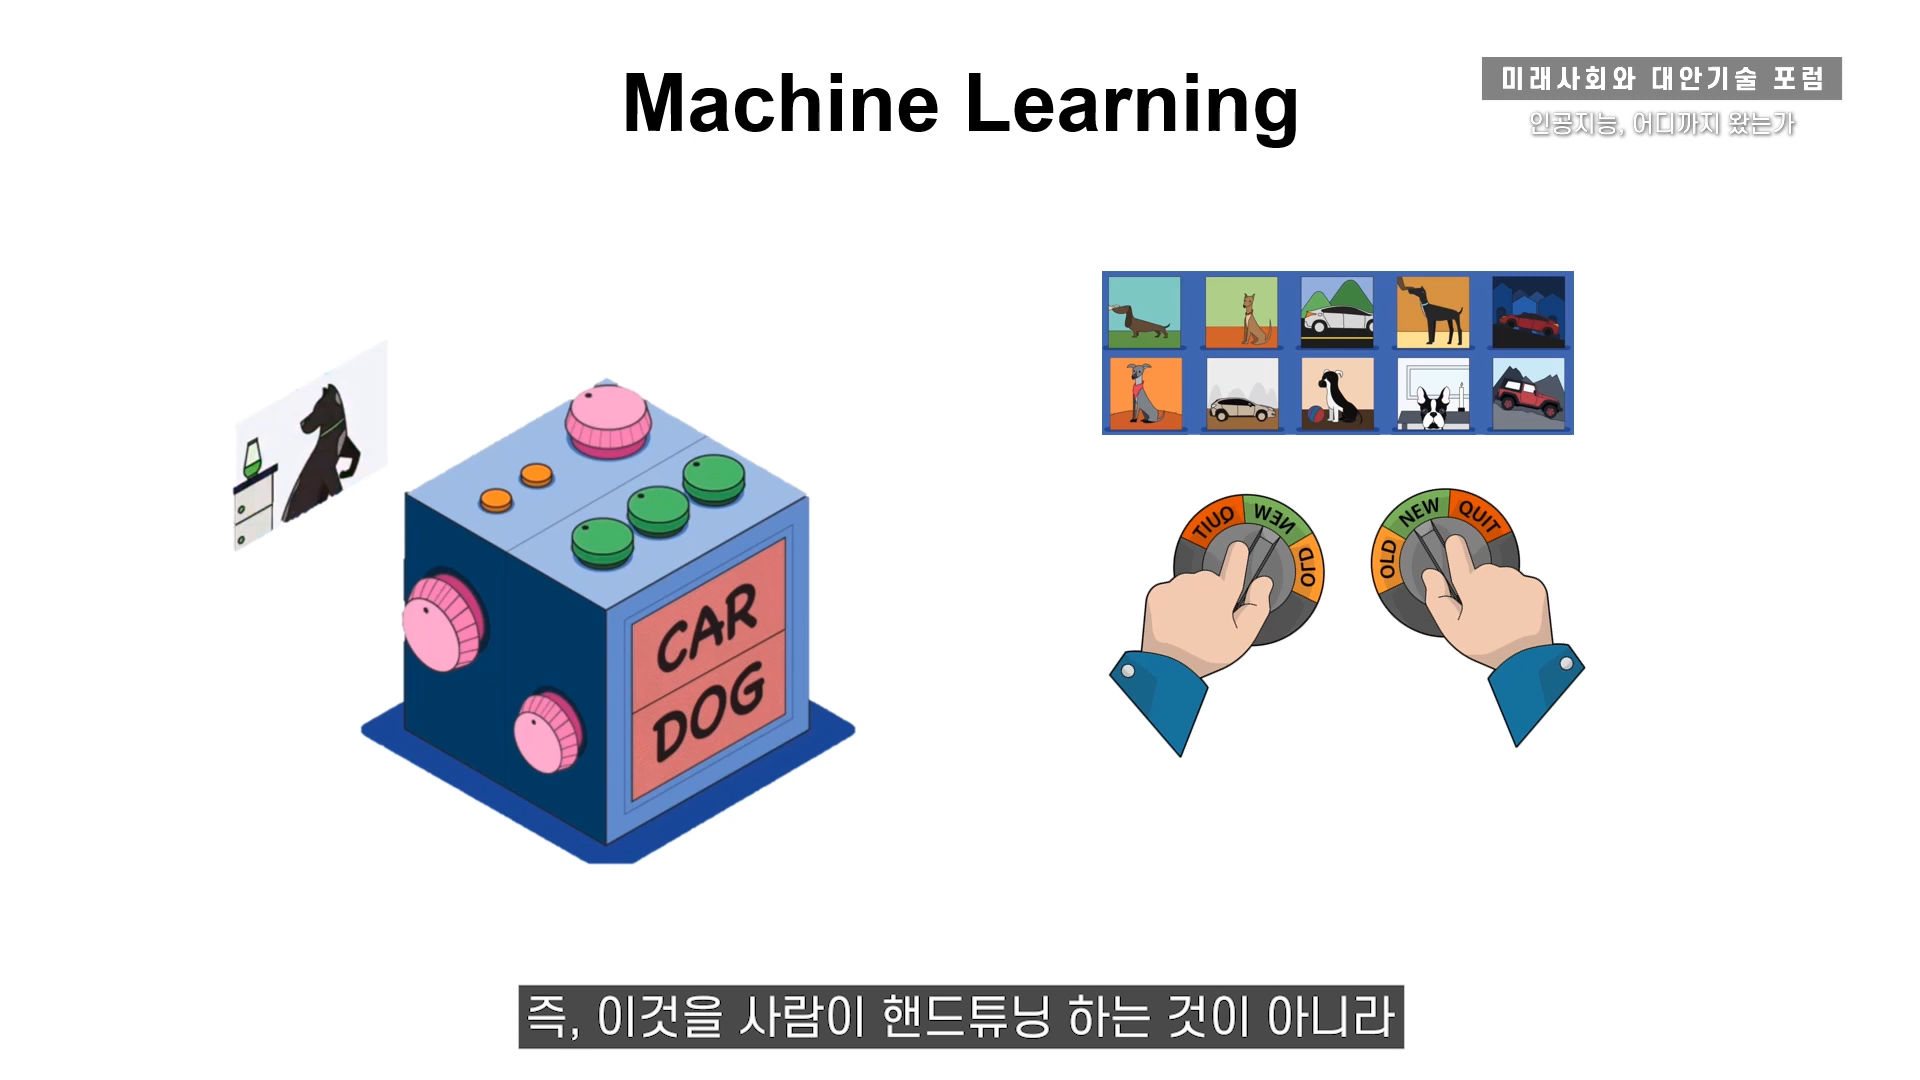 Machine Learning
미래사회와 대안기술 포럼
인공지능, 어디까지 왔는가
CAR
DOG
QUIT
NEW
OLD
OLD
NEW
QUIT
즉, 이것을 사람이 핸드튜닝 하는 것이 아니라